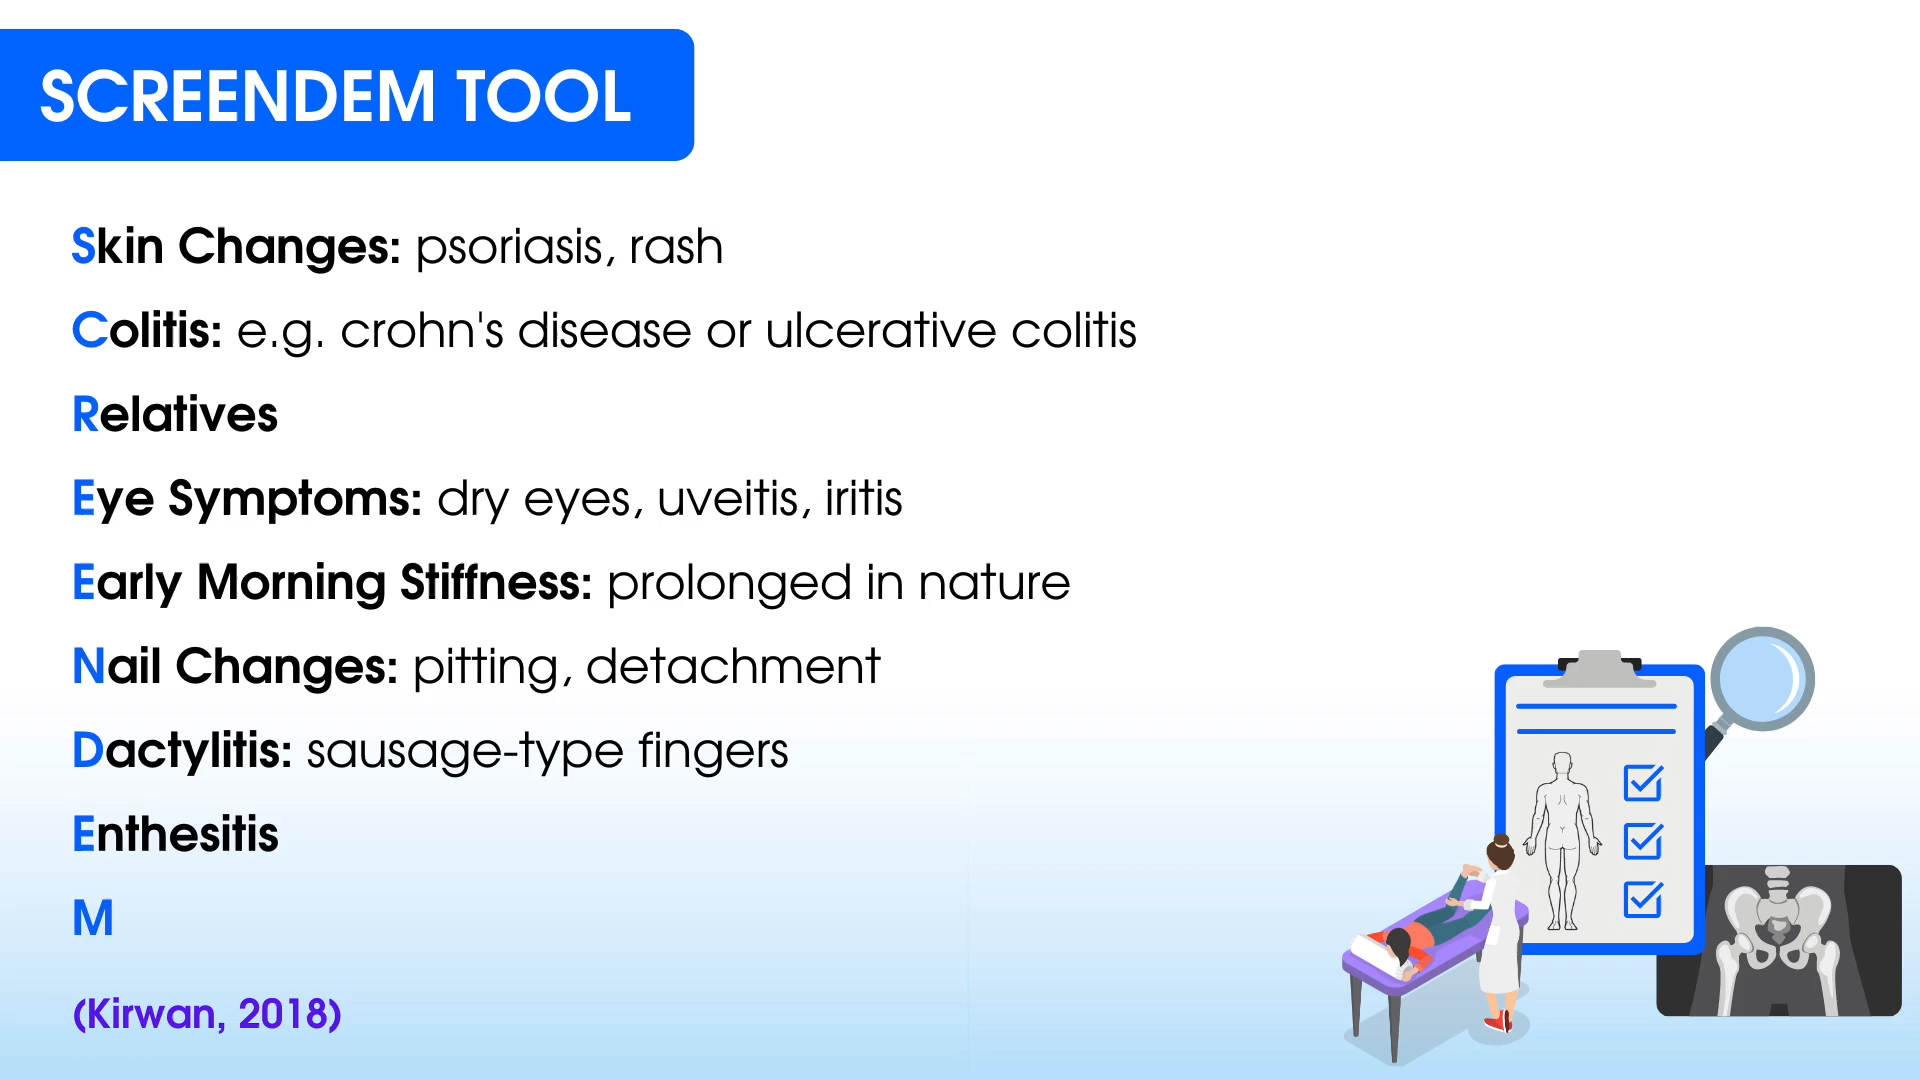 SCREENDEM TOOL
Skin Changes: psoriasis, rash
Colitis: e.g. crohn's disease or ulcerative colitis
Relatives
Eye Symptoms: dry eyes, uveitis, iritis
Early Morning Stiffness: prolonged in nature
Nail Changes: pitting, detachment
Dactylitis: sausage-type fingers
Enthesitis
M
(Kirwan, 2018)